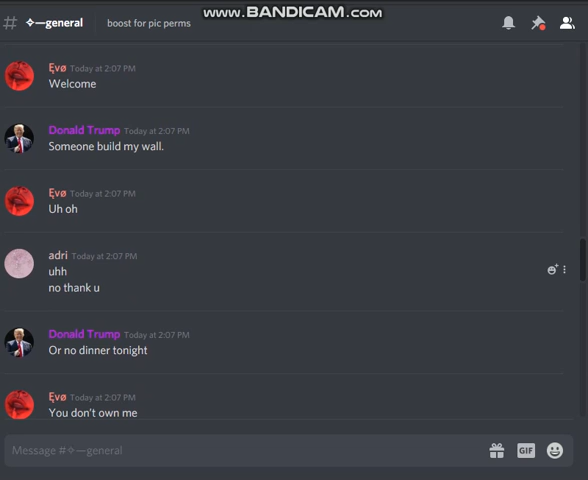 www.BANDICAM.com
✧—general boost for pic perms
Ęvø Today at 2:07 PM
Welcome
Donald Trump Today at 2:07 PM
Someone build my wall.
Ęvø Today at 2:07 PM
Uh oh
adri Today at 2:07 PM
uhh
no thank u
Donald Trump Today at 2:07 PM
Or no dinner tonight
Ęvø Today at 2:07 PM
You don't own me
Message #✧—general
GIF